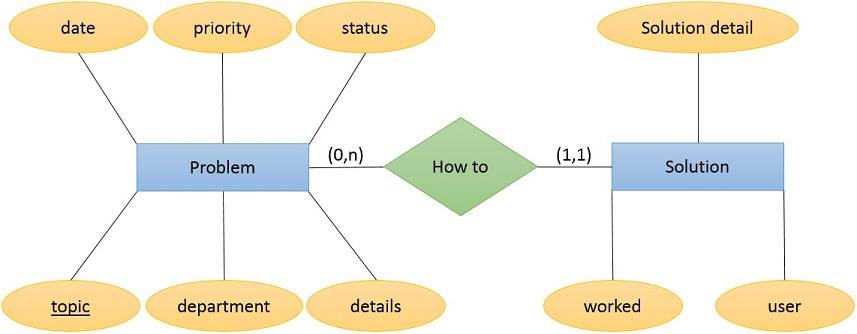 date
priority
status
Solution detail
Problem
(0,n)
How to
(1,1)
Solution
topic
department
details
worked
user